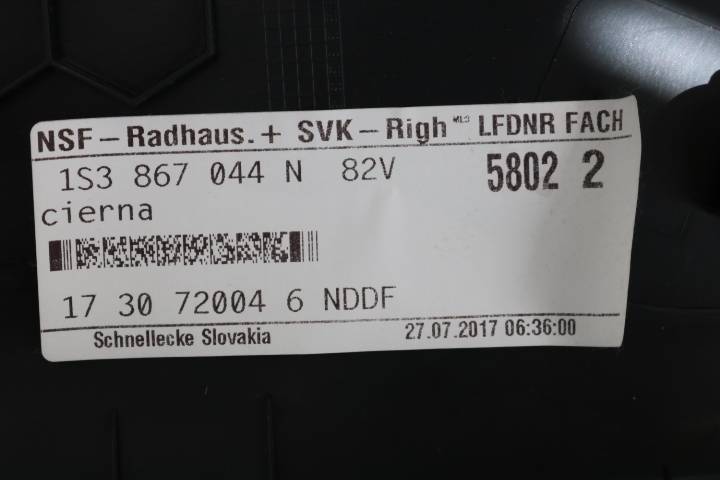 NSF-Radhaus.+ SVK-Righ MLS LFDNR FACH
1S3 867 044 N 82V 5802 2
cierna
17 30 72004 6 NDDF
Schnellecke Slovakia 27.07.2017 06:36:00